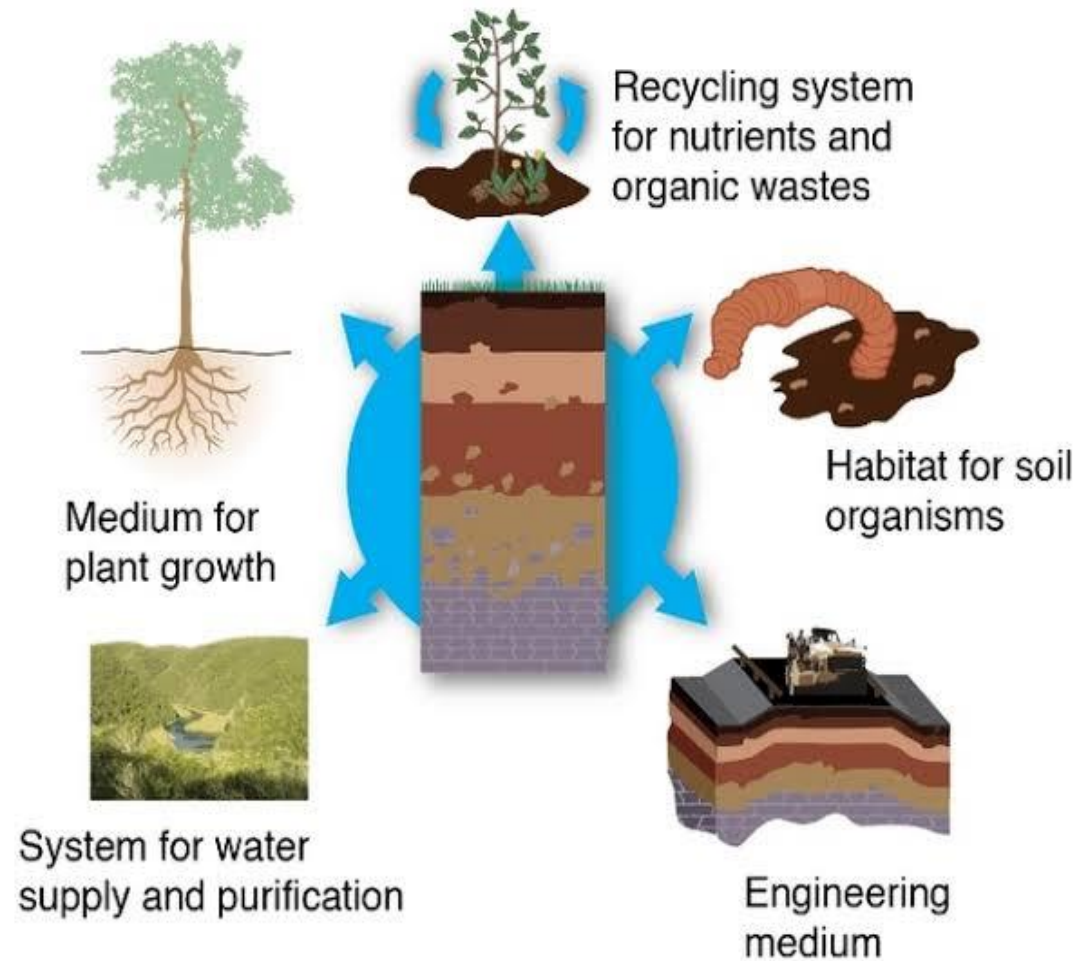 Recycling system
for nutrients and
organic wastes
Habitat for soil
organisms
Medium for
plant growth
System for water
supply and purification
Engineering
medium